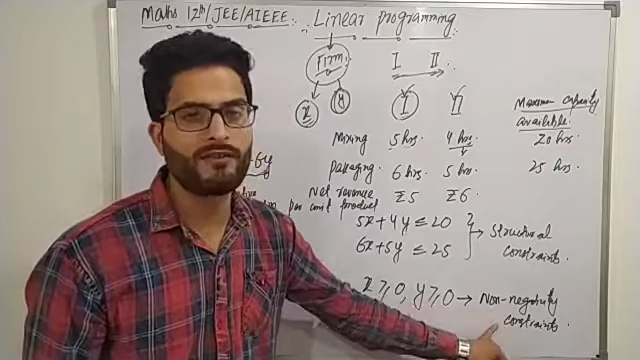 Maths 12th/JEE/AIEEE
Linear programming
Firm
I II
x y
I II
Maximum capacity
available
Mixing 5 hrs. 4 hrs 20 hrs
Packaging 6 hrs 5 hrs 25 hrs.
Net revenue ₹5 ₹6
per unit product
5x + 4y ≤ 20
6x + 5y ≤ 25
Structural
constraints.
x ≥ 0, y ≥ 0 → Non-negativity
constraints.